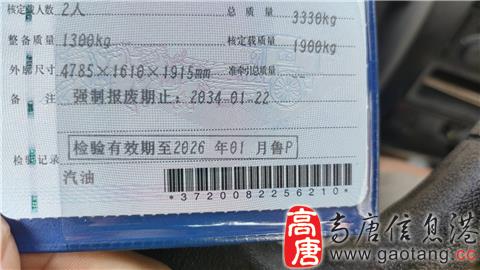 核定载人数 2人 总质量 3330kg
整备质量 1300kg 核定载质量 1900kg
外廓尺寸 4785×1610×1915mm 准牵引总质量
备注 强制报废期止:2034-01-22
检验有效期至2026年01月鲁P
检验记录
汽油
*3720082256210*
高唐
高唐信息港
www.gaotang.cc